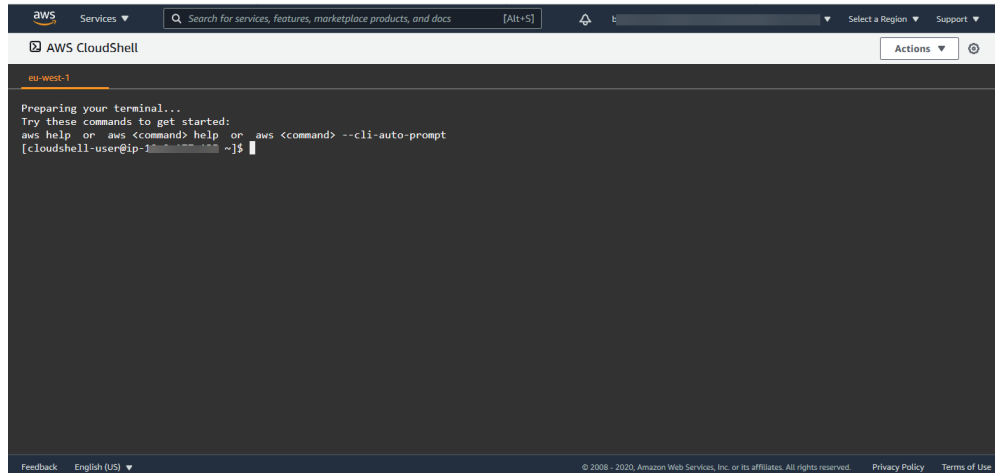 aws Services ▼ Search for services, features, marketplace products, and docs [Alt+S] ▼ Select a Region ▼ Support ▼
AWS CloudShell Actions ▼
eu-west-1
Preparing your terminal...
Try these commands to get started:
aws help or aws <command> help or aws <command> --cli-auto-prompt
[cloudshell-user@ip- ~]$
Feedback English (US) ▼ © 2008 - 2020, Amazon Web Services, Inc. or its affiliates. All rights reserved. Privacy Policy Terms of Use